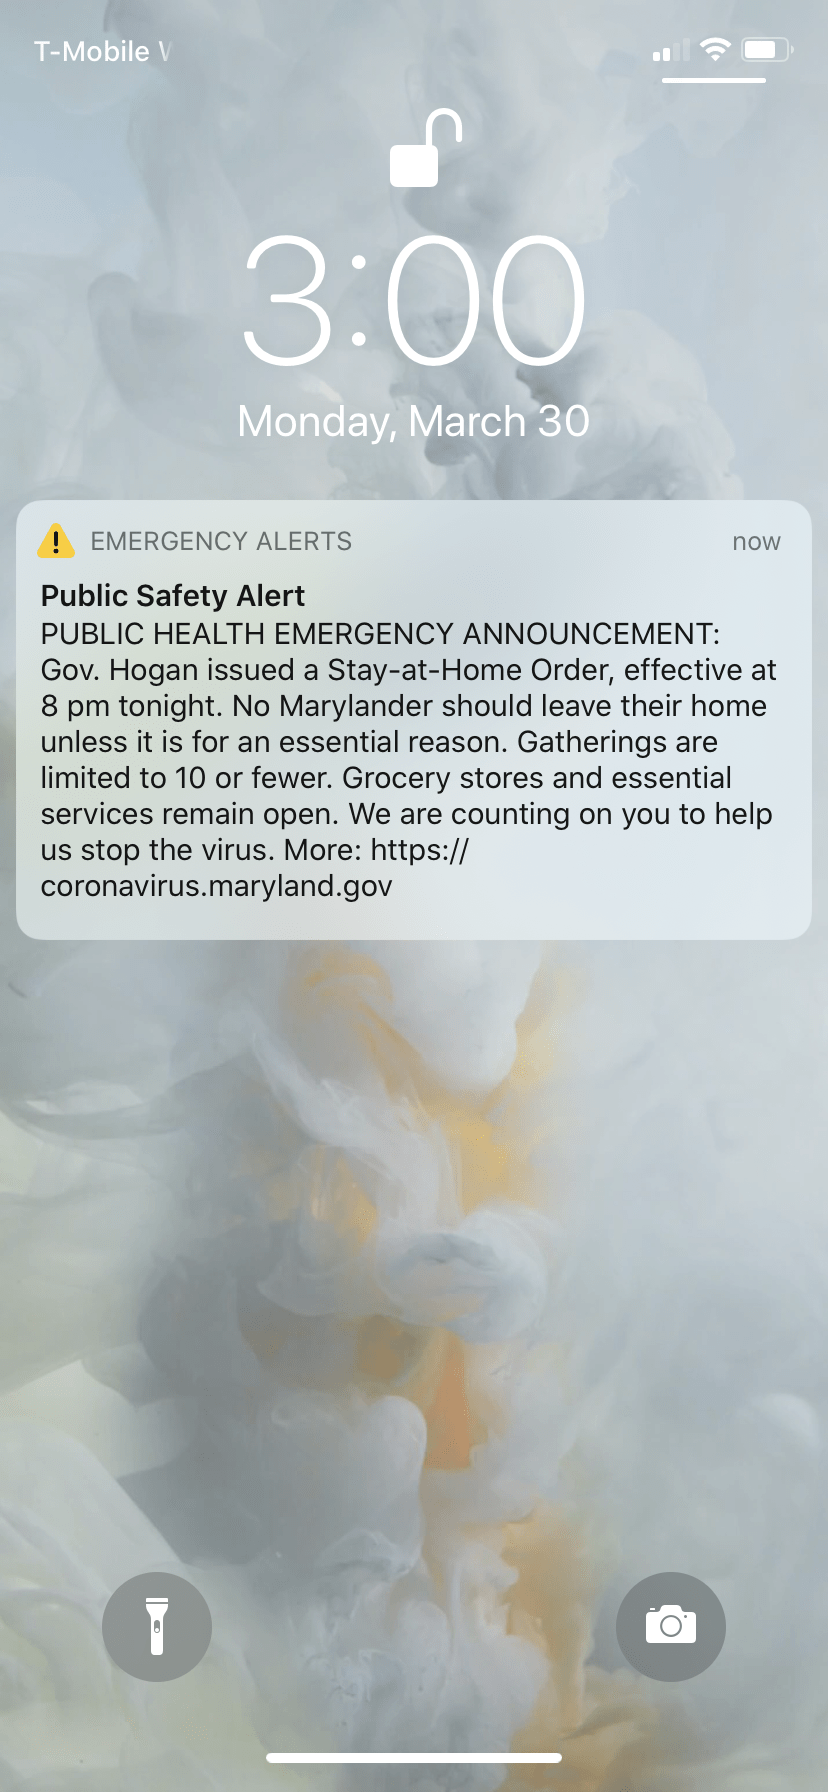 T-Mobile
3:00
Monday, March 30
EMERGENCY ALERTS now
Public Safety Alert
PUBLIC HEALTH EMERGENCY ANNOUNCEMENT:
Gov. Hogan issued a Stay-at-Home Order, effective at
8 pm tonight. No Marylander should leave their home
unless it is for an essential reason. Gatherings are
limited to 10 or fewer. Grocery stores and essential
services remain open. We are counting on you to help
us stop the virus. More: https://
coronavirus.maryland.gov